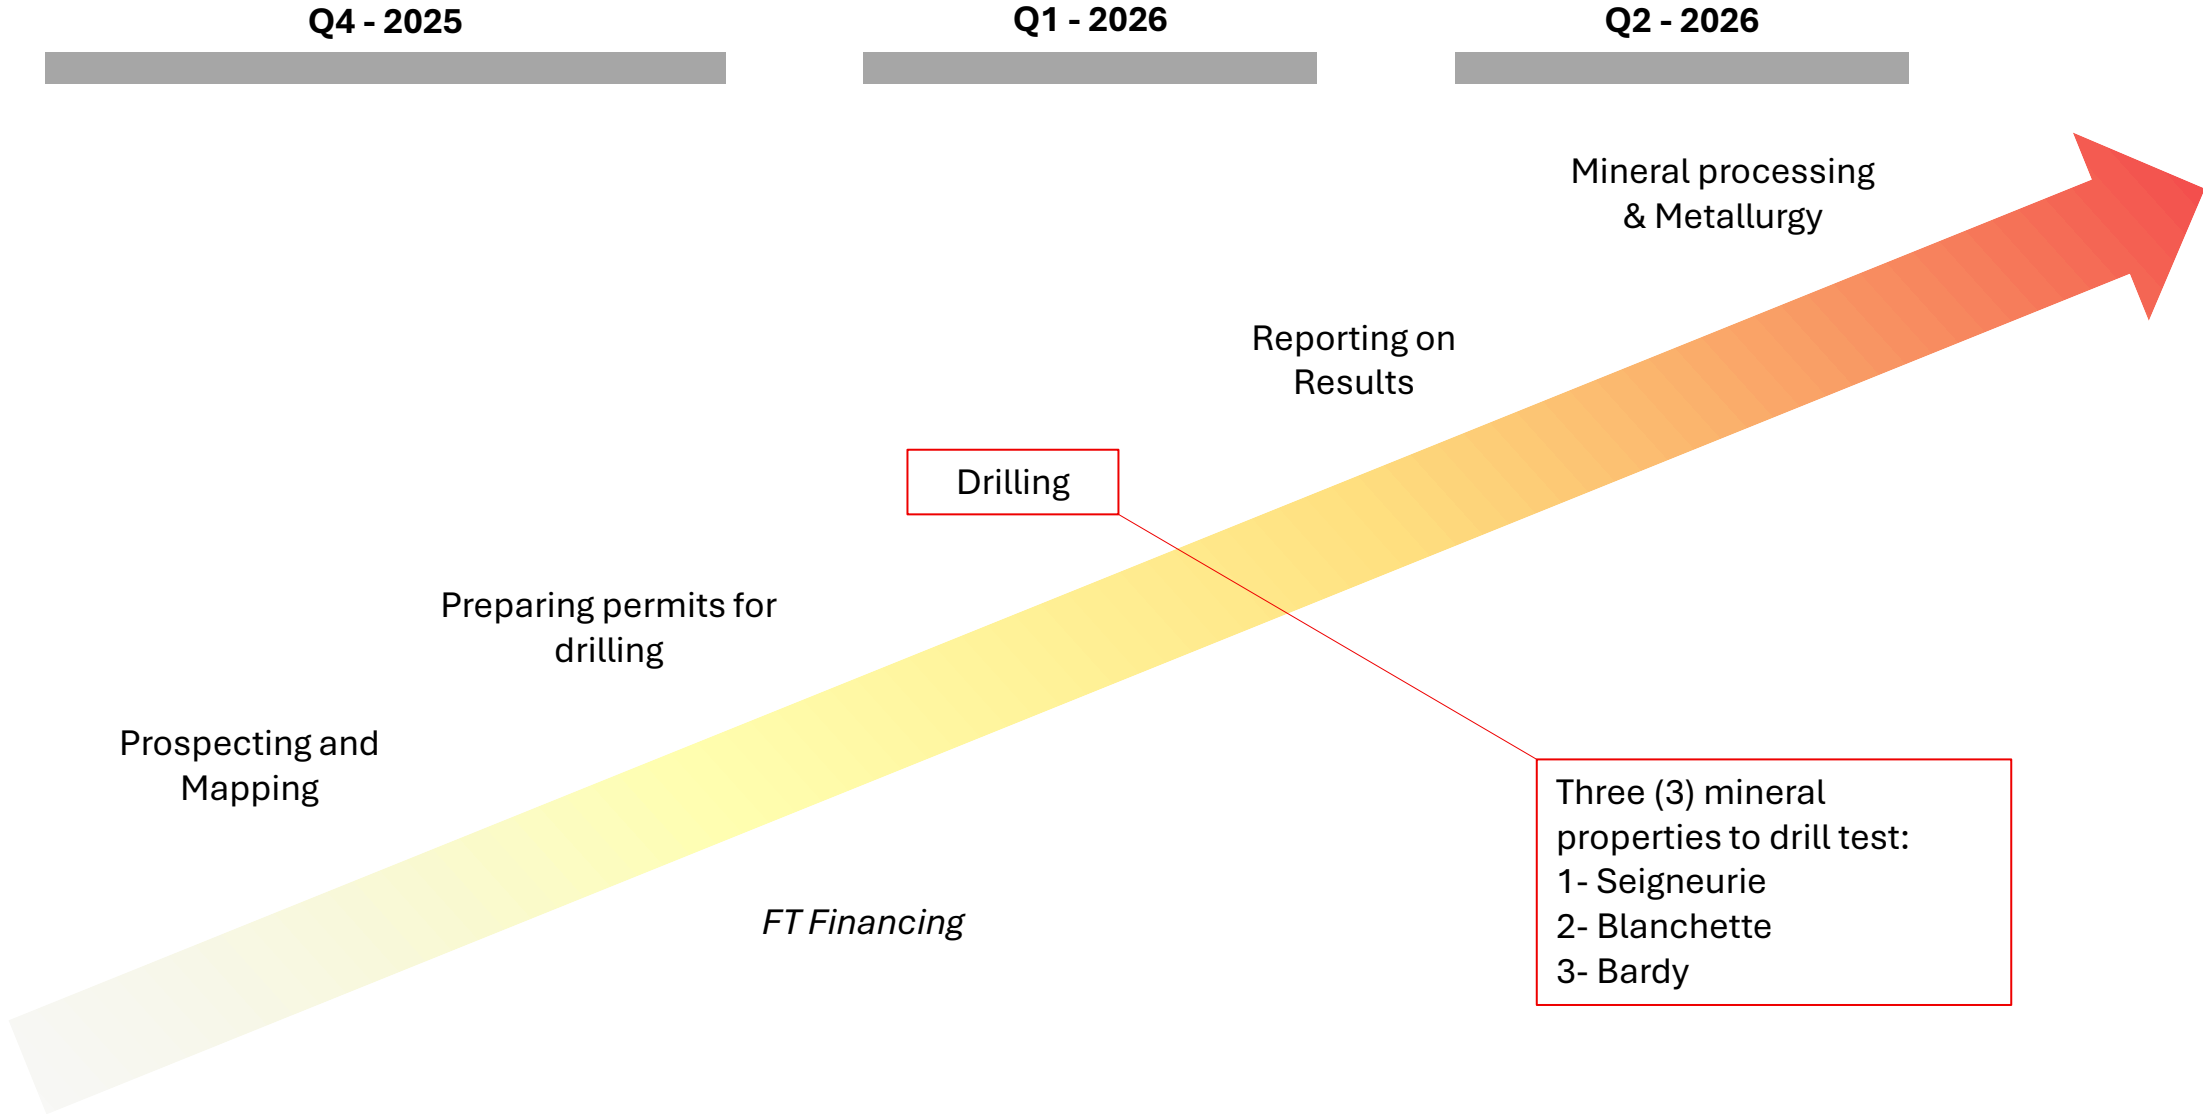 Q4 - 2025
Q1 - 2026
Q2 - 2026
Mineral processing
& Metallurgy
Reporting on
Results
Drilling
Preparing permits for
drilling
Prospecting and
Mapping
FT Financing
Three (3) mineral
properties to drill test:
1- Seigneurie
2- Blanchette
3- Bardy